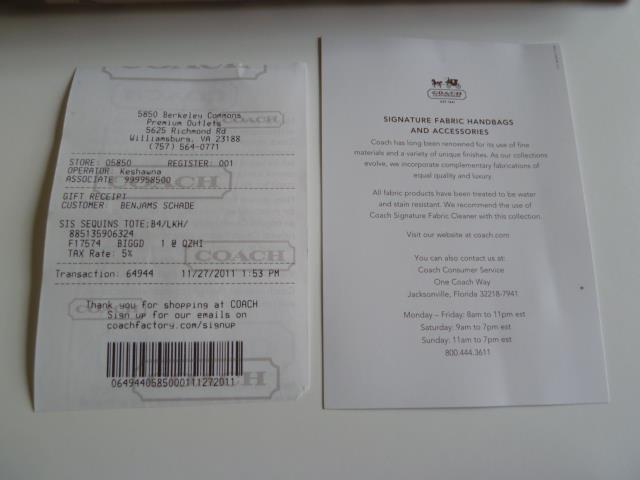 5850 Berkeley Commons
Premium Outlets
5625 Richmond Rd
Williamsburg, VA 23188
(757) 564-0771
STORE: 05850 REGISTER: 001
OPERATOR: Keshawna
ASSOCIATE: 999958500
GIFT RECEIPT
CUSTOMER: BENJAMS SCHADE
SIS SEQUINS TOTE:B4/LKH/
885135906324
F17574 BIGGD 1 @ QZHI
TAX Rate: 5%
Transaction: 64944 11/27/2011 1:53 PM
Thank you for shopping at COACH
Sign up for our emails on
coachfactory.com/signup
0649440585000111272011
COACH
COACH
COACH
COACH
COACH
COACH
EST. 1941
SIGNATURE FABRIC HANDBAGS
AND ACCESSORIES
Coach has long been renowned for its use of fine
materials and a variety of unique finishes. As our collections
evolve, we incorporate complementary fabrications of
equal quality and luxury.
All fabric products have been treated to be water
and stain resistant. We recommend the use of
Coach Signature Fabric Cleaner with this collection.
Visit our website at coach.com
You can also contact us at:
Coach Consumer Service
One Coach Way
Jacksonville, Florida 32218-7941
Monday – Friday: 8am to 11pm est
Saturday: 9am to 7pm est
Sunday: 11am to 7pm est
800.444.3611